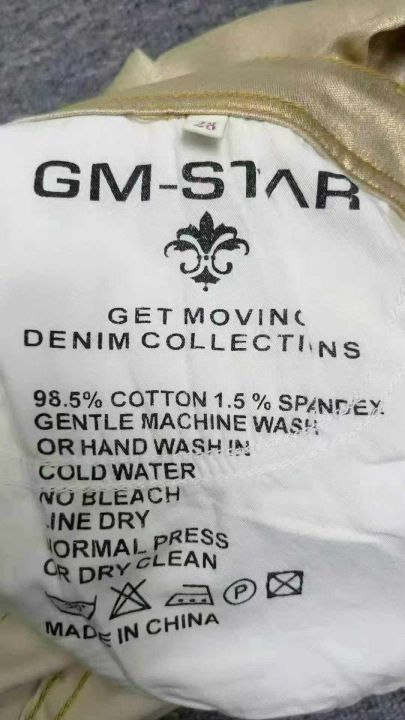 28
GM-STAR
GET MOVING
DENIM COLLECTIONS
98.5% COTTON 1.5 % SPANDEX
GENTLE MACHINE WASH
OR HAND WASH IN
COLD WATER
NO BLEACH
LINE DRY
NORMAL PRESS
OR DRY CLEAN
P
MADE IN CHINA